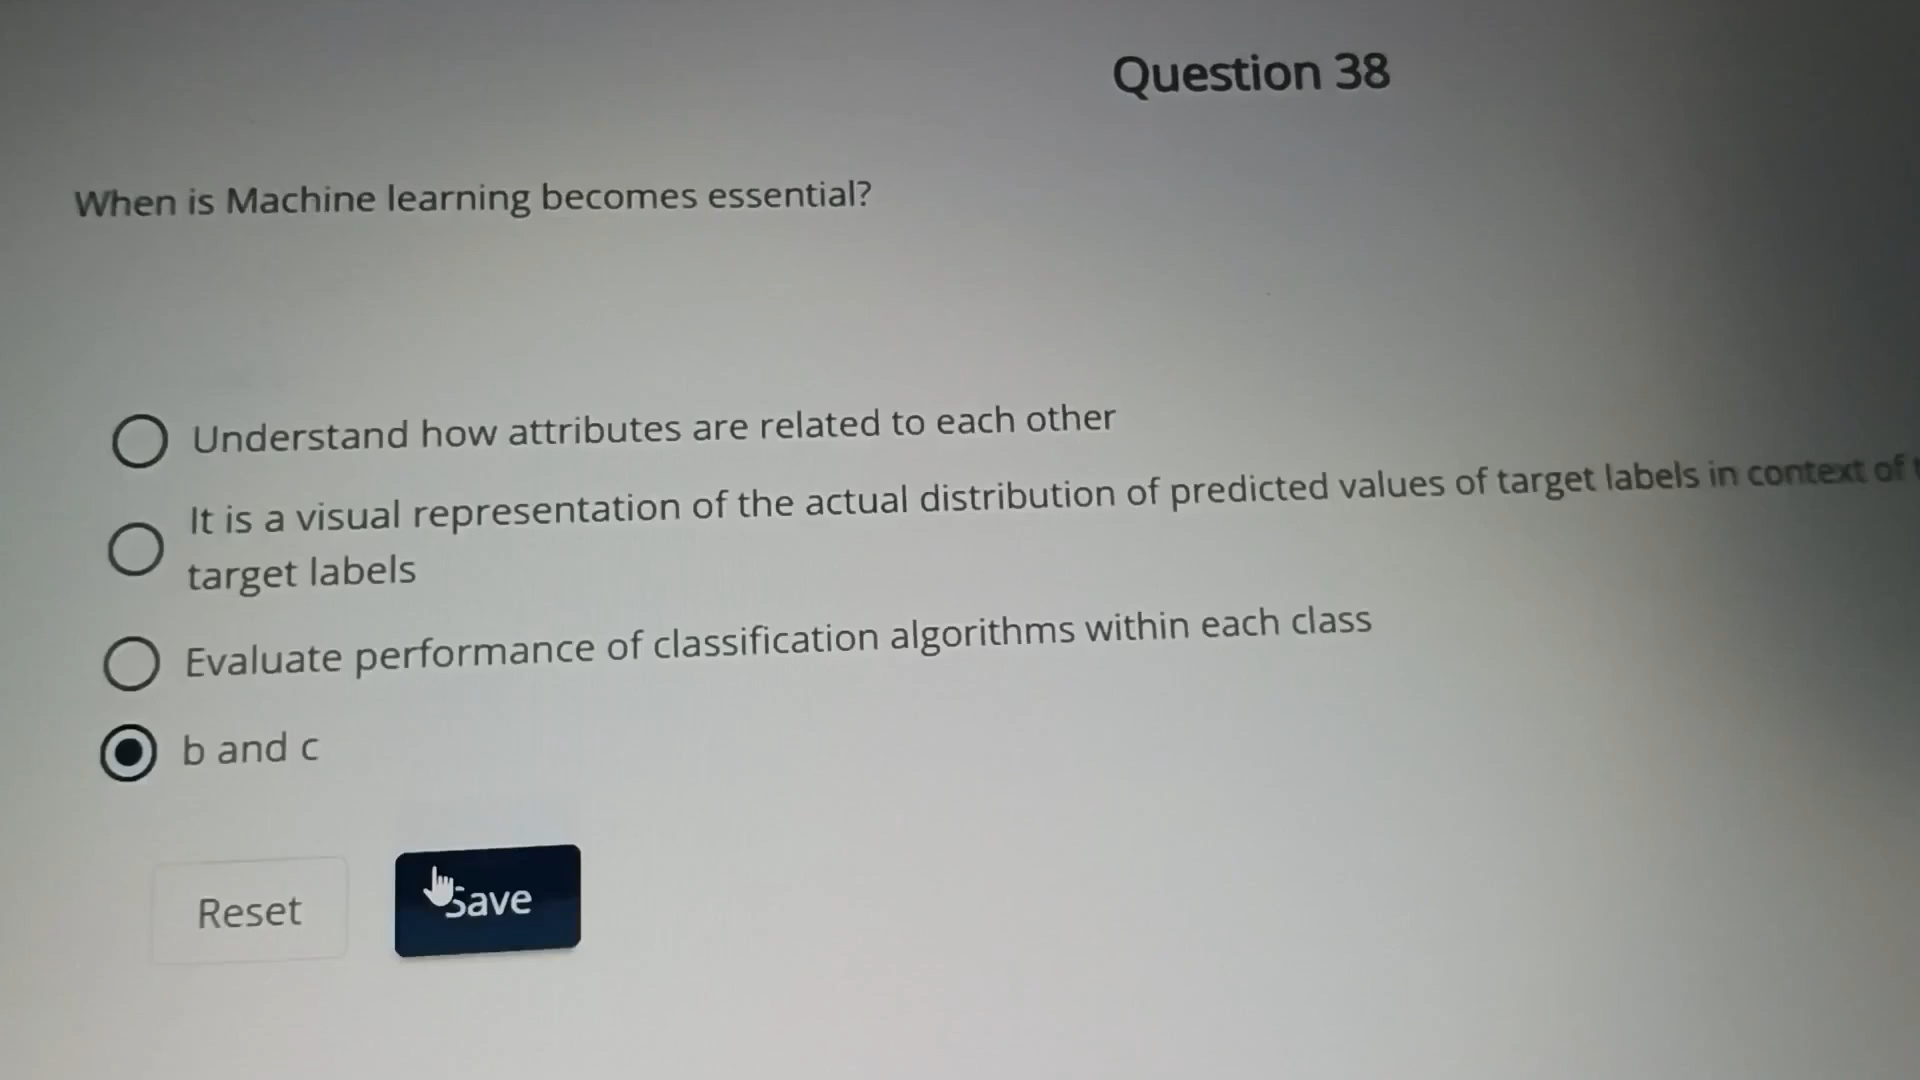 Question 38
When is Machine learning becomes essential?
Understand how attributes are related to each other
It is a visual representation of the actual distribution of predicted values of target labels in context of
target labels
Evaluate performance of classification algorithms within each class
b and c
Reset
Save